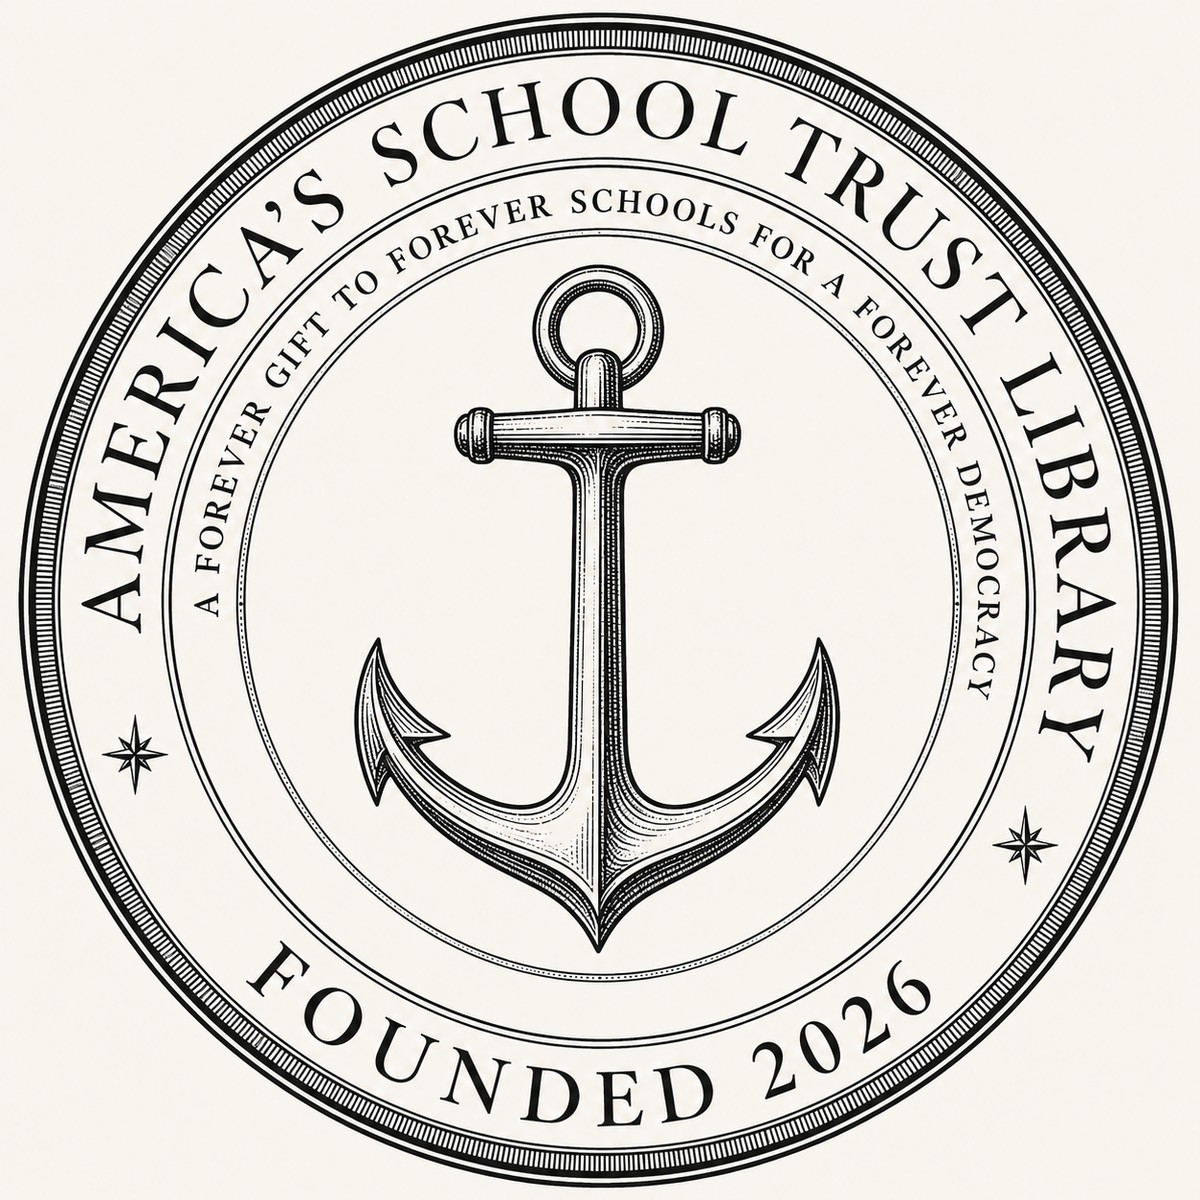 AMERICA'S SCHOOL TRUST LIBRARY
A FOREVER GIFT TO FOREVER SCHOOLS FOR A FOREVER DEMOCRACY
FOUNDED 2026